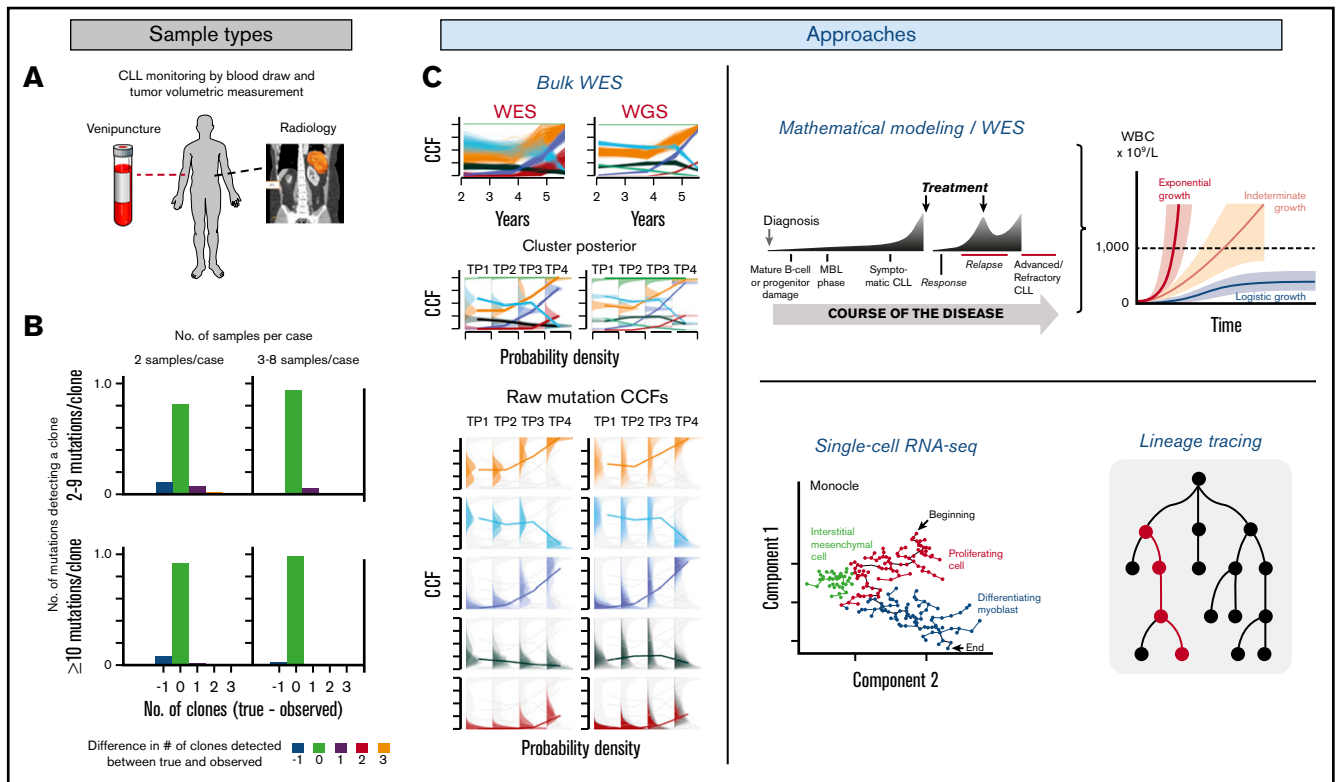 Sample types
Approaches
A
CLL monitoring by blood draw and
tumor volumetric measurement
Venipuncture
Radiology
B
No. of samples per case
2 samples/case
3-8 samples/case
No. of mutations detecting a clone
2-9 mutations/clone
1.0
0
≥10 mutations/clone
1.0
0
-1 0 1 2 3
-1 0 1 2 3
No. of clones (true - observed)
Difference in # of clones detected
between true and observed
-1 0 1 2 3
C
Bulk WES
WES
WGS
CCF
2 3 4 5
2 3 4 5
Years
Years
Cluster posterior
TP1 TP2 TP3 TP4
TP1 TP2 TP3 TP4
CCF
Probability density
Raw mutation CCFs
TP1 TP2 TP3 TP4
TP1 TP2 TP3 TP4
CCF
Probability density
Mathematical modeling / WES
Treatment
Diagnosis
Mature B-cell
or progenitor
damage
MBL
phase
Sympto-
matic CLL
Response
Relapse
Advanced/
Refractory
CLL
COURSE OF THE DISEASE
WBC
x 10⁹/L
Exponential
growth
Indeterminate
growth
1,000
Logistic growth
0
Time
Single-cell RNA-seq
Monocle
Beginning
Interstitial
mesenchymal
cell
Proliferating
cell
Differentiating
myoblast
End
Component 1
Component 2
Lineage tracing